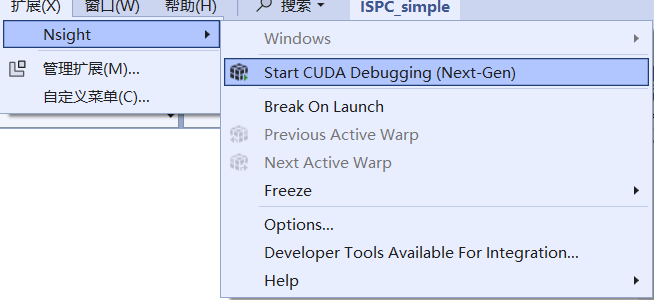 扩展(X) 窗口(W) 帮助(H) 搜索 ISPC_simple
Nsight
管理扩展(M)...
自定义菜单(C)...
Windows
Start CUDA Debugging (Next-Gen)
Break On Launch
Previous Active Warp
Next Active Warp
Freeze
Options...
Developer Tools Available For Integration...
Help